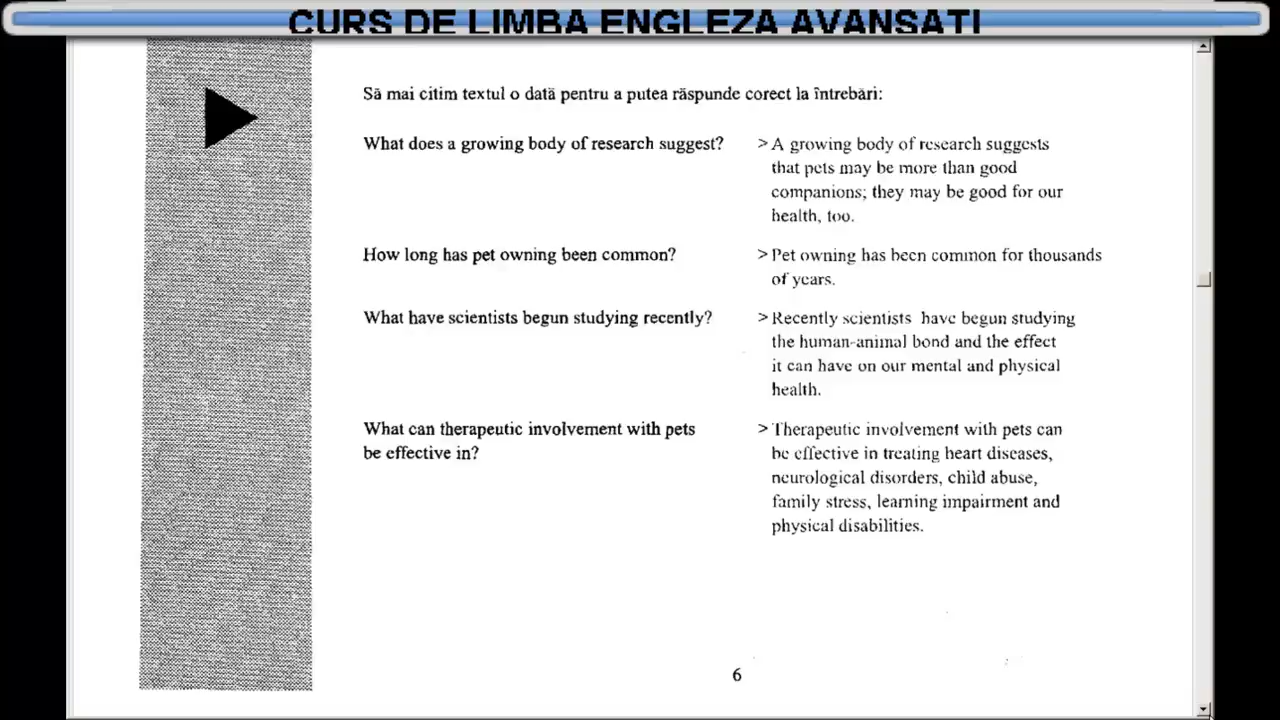 CURS DE LIMBA ENGLEZA AVANSATI
Să mai citim textul o dată pentru a putea răspunde corect la întrebări:
What does a growing body of research suggest?
> A growing body of research suggests
that pets may be more than good
companions; they may be good for our
health, too.
How long has pet owning been common?
> Pet owning has been common for thousands
of years.
What have scientists begun studying recently?
> Recently scientists have begun studying
the human-animal bond and the effect
it can have on our mental and physical
health.
What can therapeutic involvement with pets
be effective in?
> Therapeutic involvement with pets can
be effective in treating heart diseases,
neurological disorders, child abuse,
family stress, learning impairment and
physical disabilities.
6